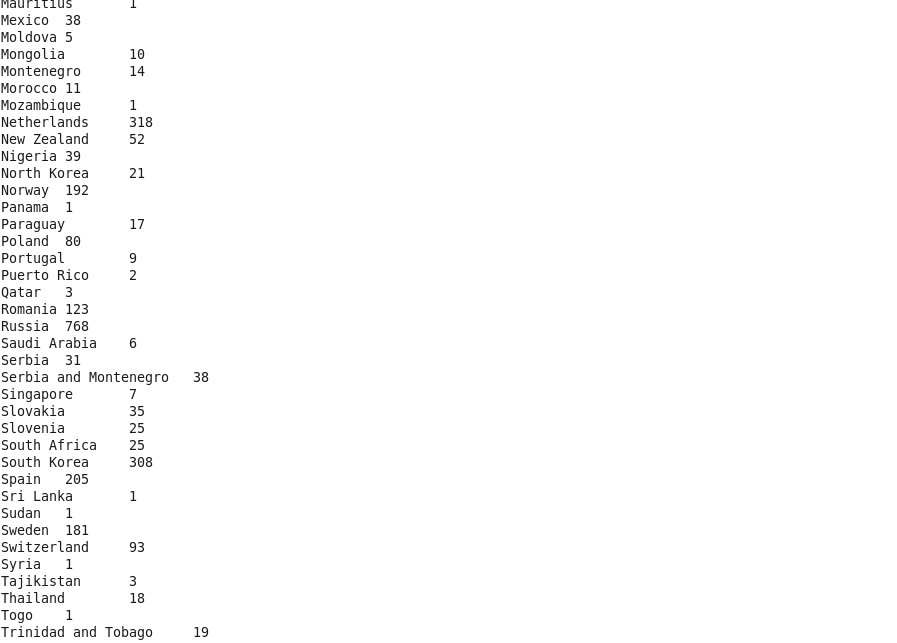 Mauritius	1
Mexico	38
Moldova	5
Mongolia	10
Montenegro	14
Morocco	11
Mozambique	1
Netherlands	318
New Zealand	52
Nigeria	39
North Korea	21
Norway	192
Panama	1
Paraguay	17
Poland	80
Portugal	9
Puerto Rico	2
Qatar	3
Romania	123
Russia	768
Saudi Arabia	6
Serbia	31
Serbia and Montenegro	38
Singapore	7
Slovakia	35
Slovenia	25
South Africa	25
South Korea	308
Spain	205
Sri Lanka	1
Sudan	1
Sweden	181
Switzerland	93
Syria	1
Tajikistan	3
Thailand	18
Togo	1
Trinidad and Tobago	19